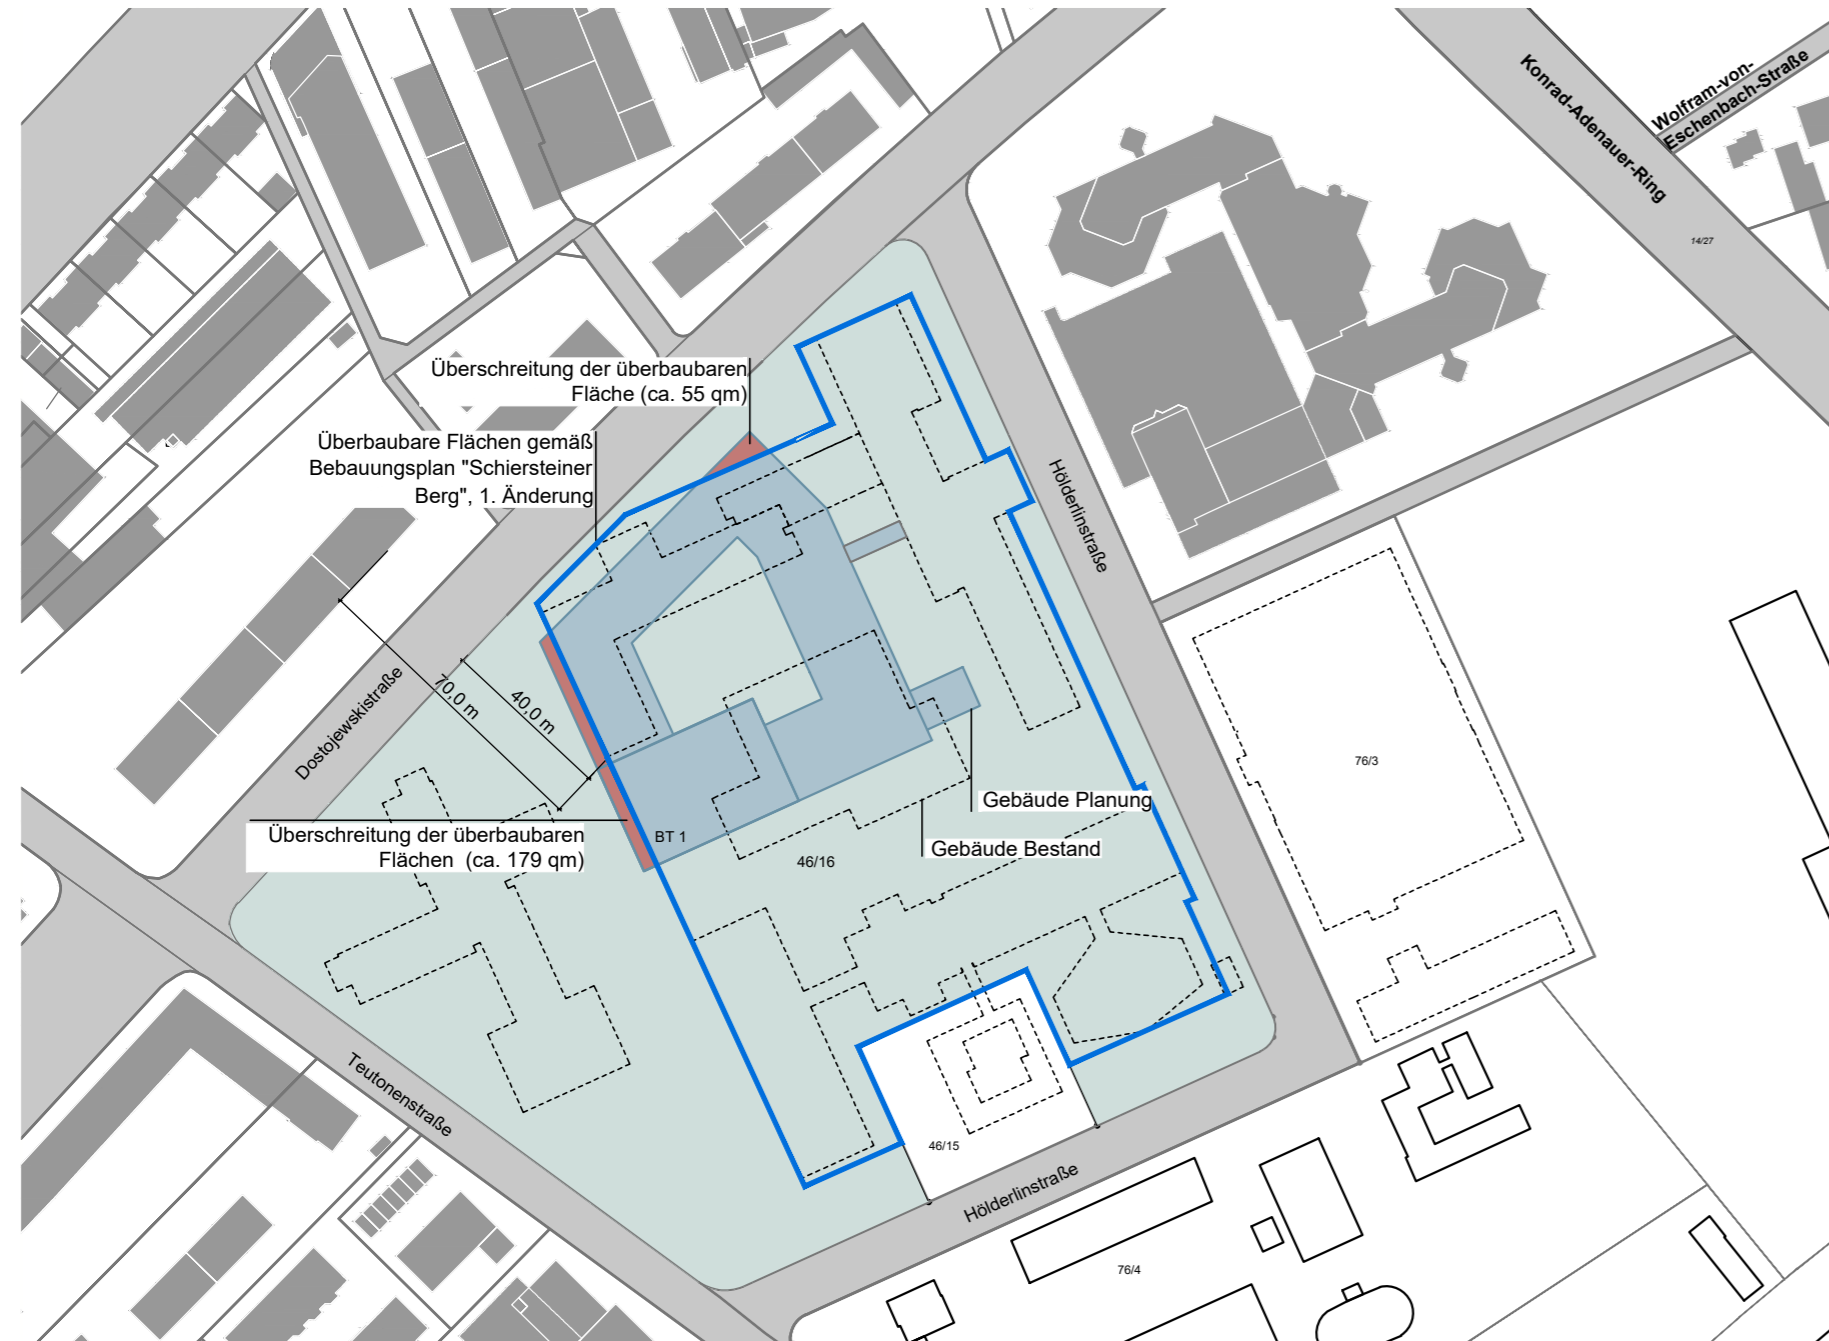 Konrad-Adenauer-Ring
Wolfram-von-
Eschenbach-Straße
14/27
Überschreitung der überbaubaren
Fläche (ca. 55 qm)
Überbaubare Flächen gemäß
Bebauungsplan "Schiersteiner
Berg", 1. Änderung
Hölderlinstraße
Dostojewskistraße
70,0 m
40,0 m
76/3
Gebäude Planung
Überschreitung der überbaubaren
Flächen (ca. 179 qm)
BT 1
Gebäude Bestand
46/16
Teutonenstraße
46/15
Hölderlinstraße
76/4